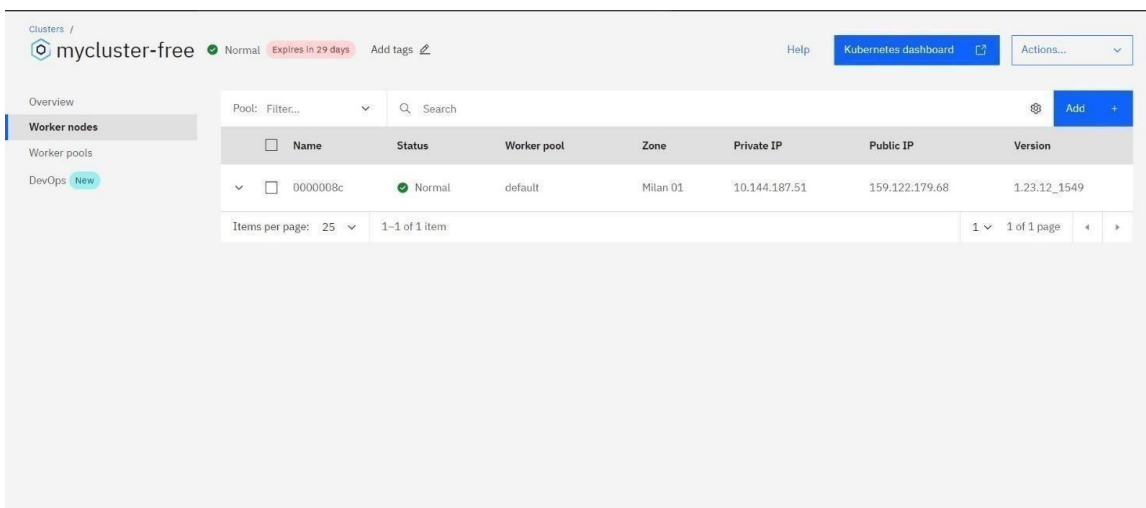 Clusters /
mycluster-free Normal Expires in 29 days Add tags Help Kubernetes dashboard Actions...
Overview
Worker nodes
Worker pools
DevOps New
Pool: Filter... Search Add +
Name Status Worker pool Zone Private IP Public IP Version
0000008c Normal default Milan 01 10.144.187.51 159.122.179.68 1.23.12_1549
Items per page: 25 1–1 of 1 item 1 1 of 1 page